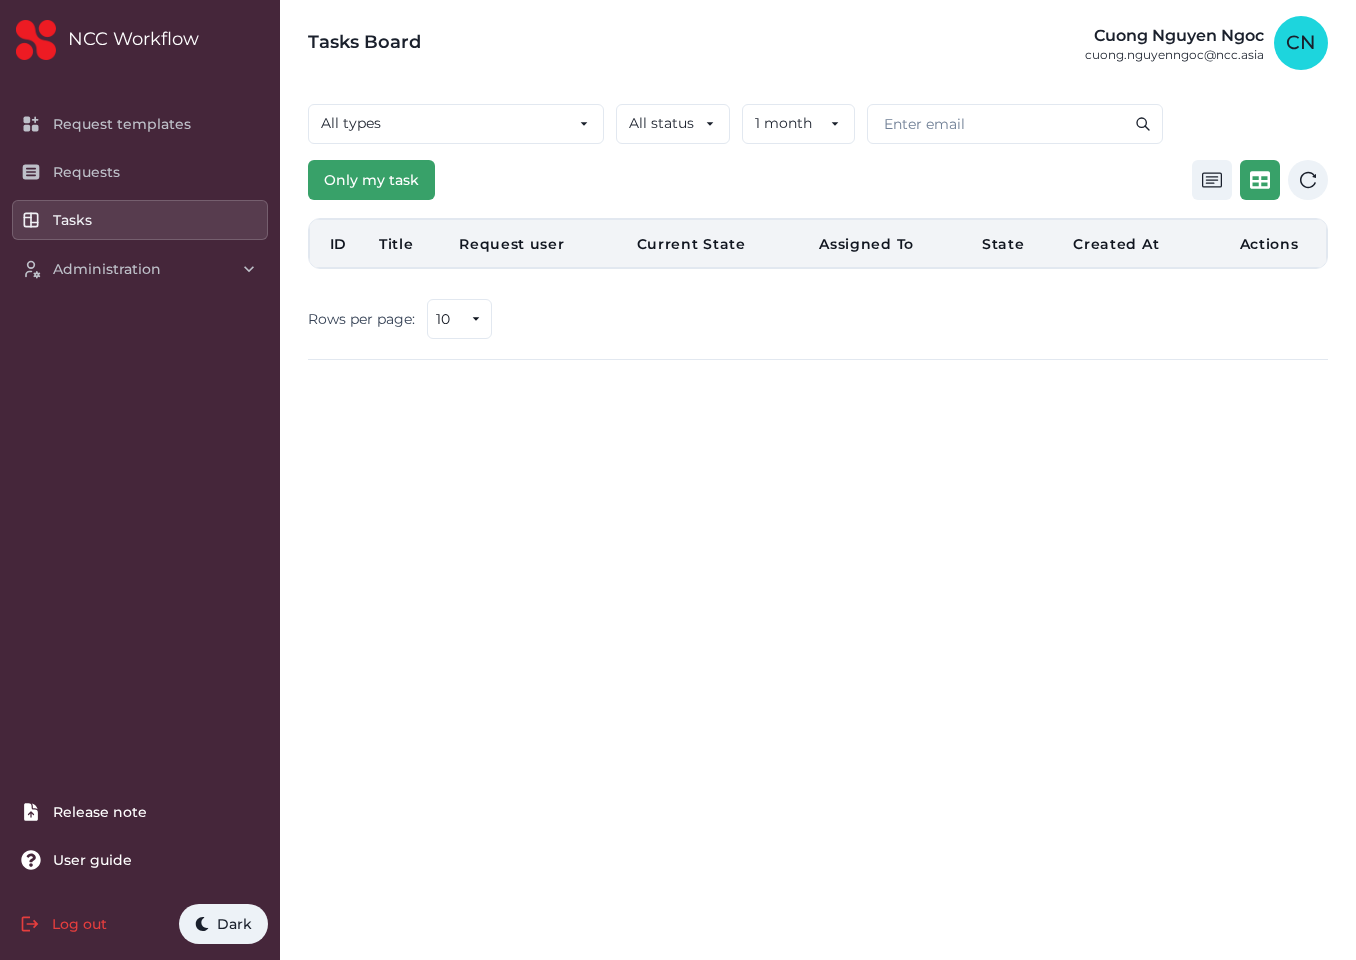 NCC Workflow
Request templates
Requests
Tasks
Administration
Release note
User guide
Log out
Dark
Tasks Board
Cuong Nguyen Ngoc
cuong.nguyenngoc@ncc.asia
CN
All types
All status
1 month
Enter email
Only my task
ID Title Request user Current State Assigned To State Created At Actions
Rows per page: 10